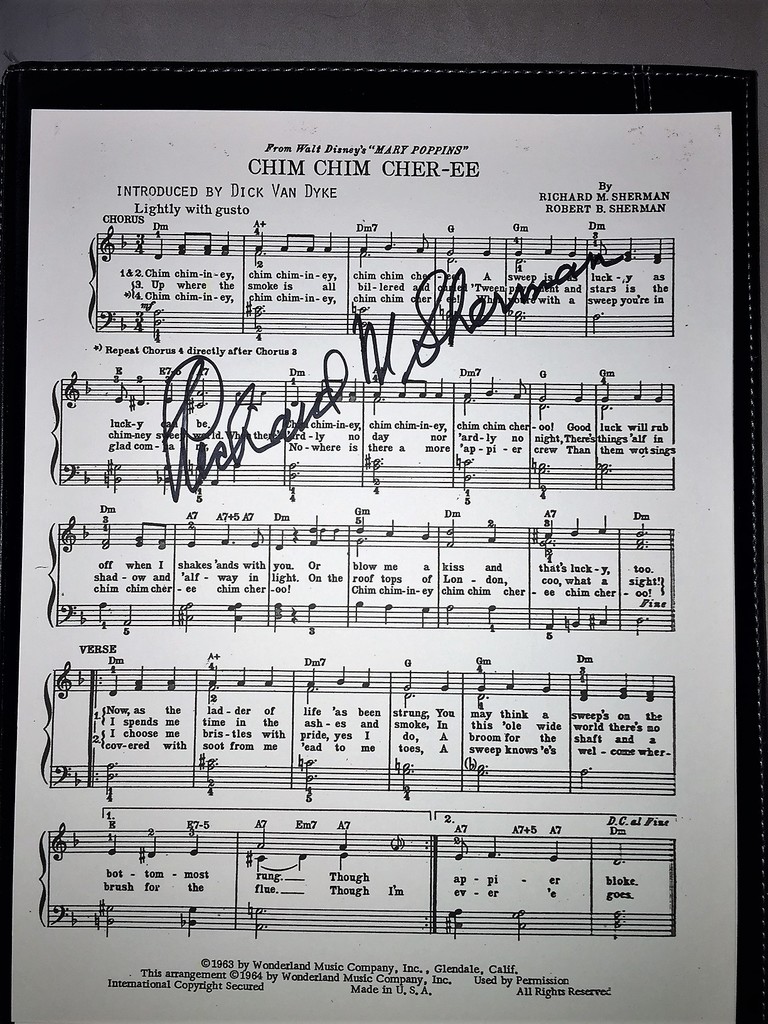 From Walt Disney's "MARY POPPINS"
CHIM CHIM CHER-EE
INTRODUCED BY DICK VAN DYKE
By
RICHARD M. SHERMAN
ROBERT B. SHERMAN
Lightly with gusto
CHORUS
Dm A+ Dm7 G Gm Dm
1&2. Chim chim-in-ey, chim chim-in-ey, chim chim cher- A sweep is luck-,y as
3. Up where the smoke is all bil-lered and 'Tween and stars is the
*)4. Chim chim-in-ey, chim chim-in-ey, chim chim cher with a sweep you're in
mf
*) Repeat Chorus 4 directly after Chorus 3
Richard M. Sherman
E E7-5 A7 Dm A+ Dm7 G Gm
luck-y be. chim-in-ey, chim chim-in-ey, chim chim cher-oo! Good luck will rub
chim-ney sweep world. When 'ard-ly no day nor 'ard-ly no night, There's things 'alf in
glad com- No-where is there a more 'ap-pi-er crew Than them wot sings
Dm A7 A7+5 A7 Dm Gm Dm A7 Dm
off when I shakes 'ands with you. Or blow me a kiss and that's luck-y, too.
shad-ow and 'alf-way in light. On the roof tops of Lon-don, coo, what a sight!
chim chim cher-ee chim cher-oo! Chim chim-in-ey chim chim cher-ee chim cher-oo!
Fine
VERSE
Dm A+ Dm7 G Gm Dm
1. Now, as the lad-der of life 'as been strung, You may think a sweep's on the
I spends me time in the ash-es and smoke, In this 'ole wide world there's no
2. I choose me bris-tles with pride, yes I do, A broom for the shaft and a
cov-ered with soot from me 'ead to me toes, A sweep knows 'e's wel-come wher-
1. 2. D.C. al Fine
E E7-5 A7 Em7 A7 A7 A7+5 A7 Dm
bot-tom-most rung. Though ap-pi-er bloke.
brush for the flue. Though I'm ev-er 'e goes.
©1963 by Wonderland Music Company, Inc., Glendale, Calif.
This arrangement ©1964 by Wonderland Music Company, Inc. Used by Permission
International Copyright Secured Made in U.S.A. All Rights Reserved